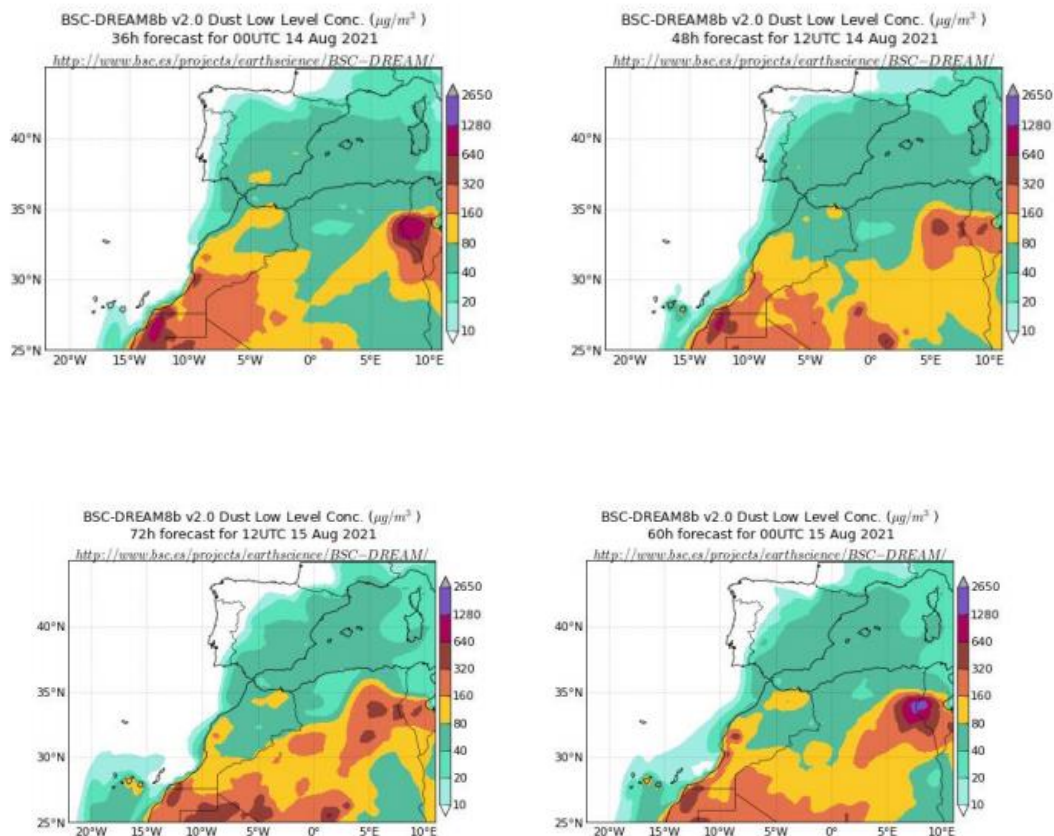 BSC-DREAM8b v2.0 Dust Low Level Conc. (μg/m³ )
36h forecast for 00UTC 14 Aug 2021
http://www.bsc.es/projects/earthscience/BSC-DREAM/
40°N
35°N
30°N
25°N
20°W 15°W 10°W 5°W 0° 5°E 10°E
2650
1280
640
320
160
80
40
20
10
BSC-DREAM8b v2.0 Dust Low Level Conc. (μg/m³ )
48h forecast for 12UTC 14 Aug 2021
http://www.bsc.es/projects/earthscience/BSC-DREAM/
40°N
35°N
30°N
25°N
20°W 15°W 10°W 5°W 0° 5°E 10°E
2650
1280
640
320
160
80
40
20
10
BSC-DREAM8b v2.0 Dust Low Level Conc. (μg/m³ )
72h forecast for 12UTC 15 Aug 2021
http://www.bsc.es/projects/earthscience/BSC-DREAM/
40°N
35°N
30°N
25°N
20°W 15°W 10°W 5°W 0° 5°E 10°E
2650
1280
640
320
160
80
40
20
10
BSC-DREAM8b v2.0 Dust Low Level Conc. (μg/m³ )
60h forecast for 00UTC 15 Aug 2021
http://www.bsc.es/projects/earthscience/BSC-DREAM/
40°N
35°N
30°N
25°N
20°W 15°W 10°W 5°W 0° 5°E 10°E
2650
1280
640
320
160
80
40
20
10